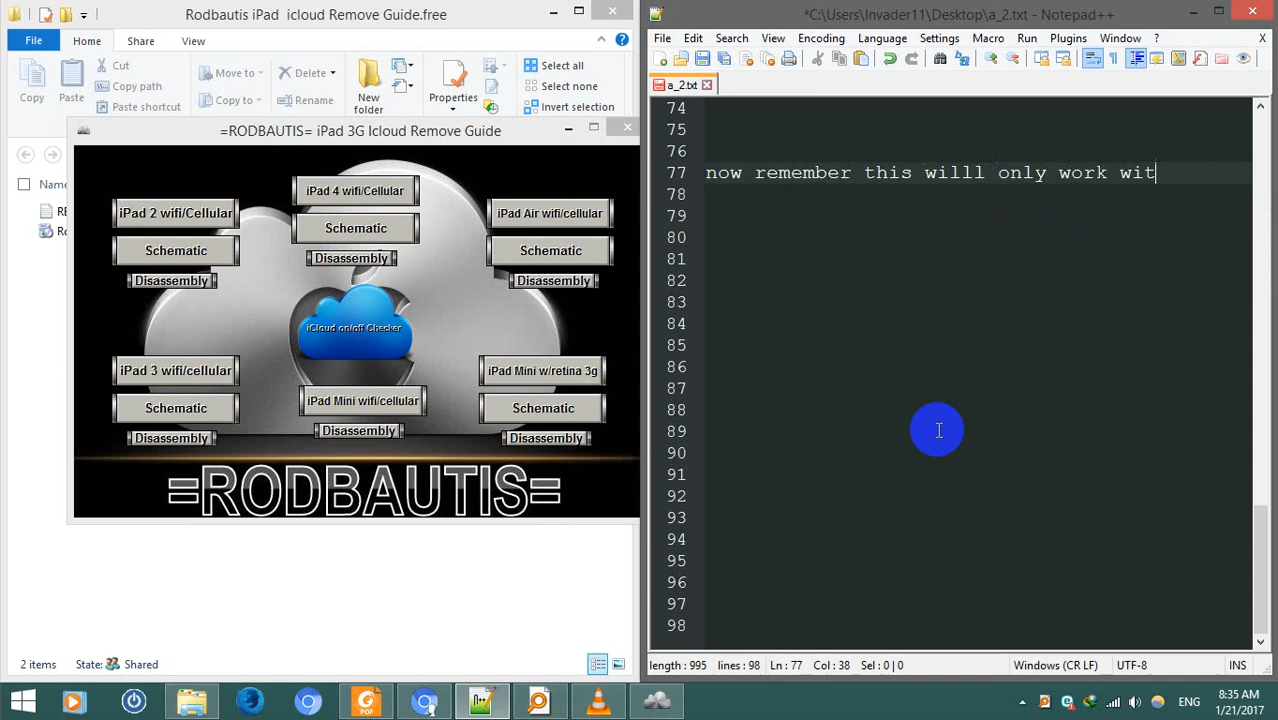 Rodbautis iPad  icloud Remove Guide.free
File Home Share View
Copy
Paste
Cut
Copy path
Paste shortcut
Move to
Copy to
Delete
Rename
New folder
Properties
Select all
Select none
Invert selection
Name
2 items State: Shared
=RODBAUTIS= iPad 3G Icloud Remove Guide
iPad 2 wifi/Cellular
Schematic
Disassembly
iPad 4 wifi/Cellular
Schematic
Disassembly
iPad Air wifi/cellular
Schematic
Disassembly
iCloud on/off Checker
iPad 3 wifi/cellular
Schematic
Disassembly
iPad Mini wifi/cellular
Disassembly
iPad Mini w/retina 3g
Schematic
Disassembly
=RODBAUTIS=
*C:\Users\Invader11\Desktop\a_2.txt - Notepad++
File Edit Search View Encoding Language Settings Macro Run Plugins Window ? X
a_2.txt
74
75
76
77 now remember this willl only work wit
78
79
80
81
82
83
84
85
86
87
88
89
90
91
92
93
94
95
96
97
98
length : 995 lines : 98 Ln : 77 Col : 38 Sel : 0 | 0 Windows (CR LF) UTF-8 INS
ENG
8:35 AM
1/21/2017